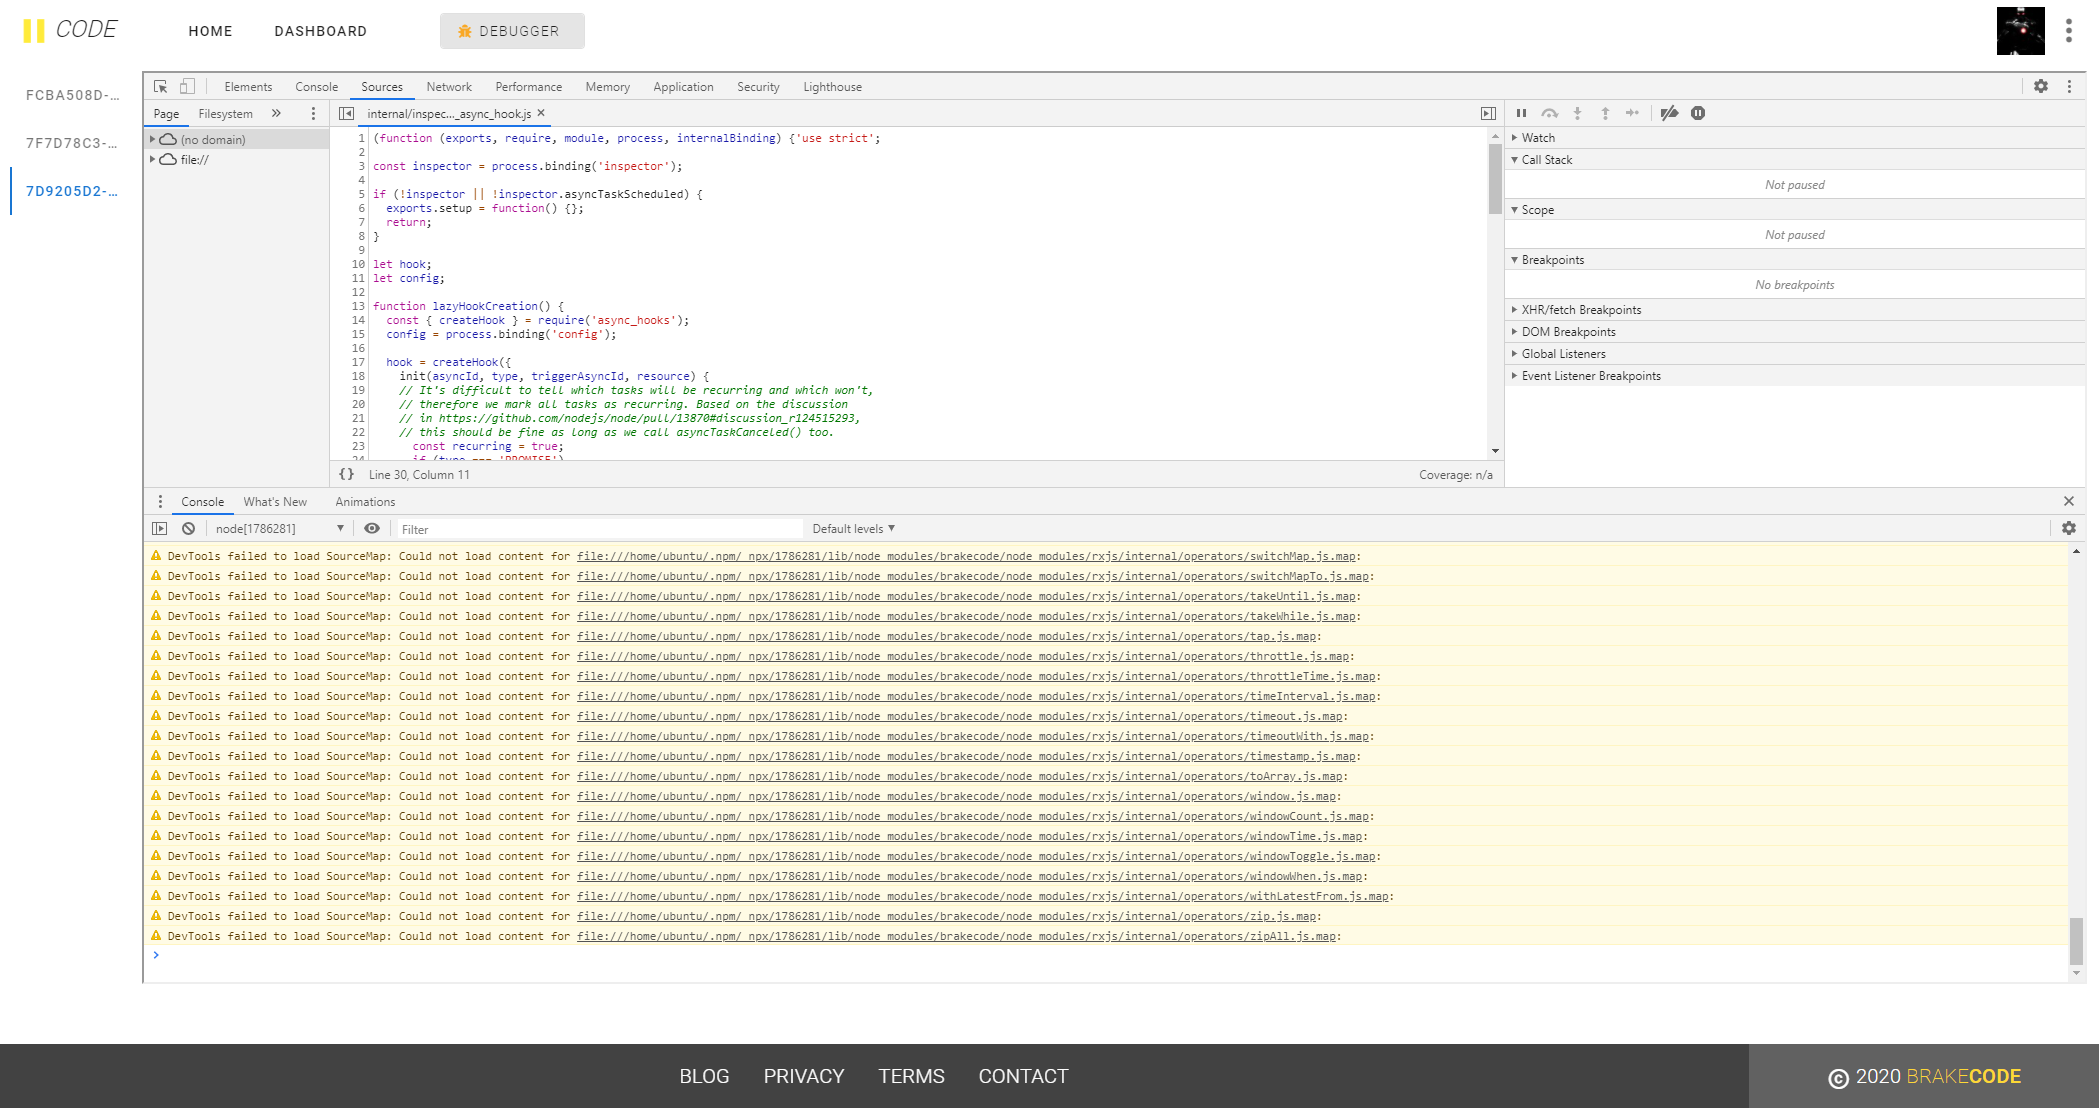 CODE
HOME
DASHBOARD
DEBUGGER
FCBA508D-...
7F7D78C3-...
7D9205D2-...
Elements
Console
Sources
Network
Performance
Memory
Application
Security
Lighthouse
Page
Filesystem
internal/inspec..._async_hook.js
(no domain)
file://
1 (function (exports, require, module, process, internalBinding) {'use strict';
2
3 const inspector = process.binding('inspector');
4
5 if (!inspector || !inspector.asyncTaskScheduled) {
6 exports.setup = function() {};
7 return;
8 }
9
10 let hook;
11 let config;
12
13 function lazyHookCreation() {
14 const { createHook } = require('async_hooks');
15 config = process.binding('config');
16
17 hook = createHook({
18 init(asyncId, type, triggerAsyncId, resource) {
19 // It's difficult to tell which tasks will be recurring and which won't,
20 // therefore we mark all tasks as recurring. Based on the discussion
21 // in https://github.com/nodejs/node/pull/13870#discussion_r124515293,
22 // this should be fine as long as we call asyncTaskCanceled() too.
23 const recurring = true;
24 if (type === 'PROMISE')
{} Line 30, Column 11
Coverage: n/a
Watch
Call Stack
Not paused
Scope
Not paused
Breakpoints
No breakpoints
XHR/fetch Breakpoints
DOM Breakpoints
Global Listeners
Event Listener Breakpoints
Console
What's New
Animations
node[1786281]
Filter
Default levels
DevTools failed to load SourceMap: Could not load content for file:///home/ubuntu/.npm/_npx/1786281/lib/node_modules/brakecode/node_modules/rxjs/internal/operators/switchMap.js.map:
DevTools failed to load SourceMap: Could not load content for file:///home/ubuntu/.npm/_npx/1786281/lib/node_modules/brakecode/node_modules/rxjs/internal/operators/switchMapTo.js.map:
DevTools failed to load SourceMap: Could not load content for file:///home/ubuntu/.npm/_npx/1786281/lib/node_modules/brakecode/node_modules/rxjs/internal/operators/takeUntil.js.map:
DevTools failed to load SourceMap: Could not load content for file:///home/ubuntu/.npm/_npx/1786281/lib/node_modules/brakecode/node_modules/rxjs/internal/operators/takeWhile.js.map:
DevTools failed to load SourceMap: Could not load content for file:///home/ubuntu/.npm/_npx/1786281/lib/node_modules/brakecode/node_modules/rxjs/internal/operators/tap.js.map:
DevTools failed to load SourceMap: Could not load content for file:///home/ubuntu/.npm/_npx/1786281/lib/node_modules/brakecode/node_modules/rxjs/internal/operators/throttle.js.map:
DevTools failed to load SourceMap: Could not load content for file:///home/ubuntu/.npm/_npx/1786281/lib/node_modules/brakecode/node_modules/rxjs/internal/operators/throttleTime.js.map:
DevTools failed to load SourceMap: Could not load content for file:///home/ubuntu/.npm/_npx/1786281/lib/node_modules/brakecode/node_modules/rxjs/internal/operators/timeInterval.js.map:
DevTools failed to load SourceMap: Could not load content for file:///home/ubuntu/.npm/_npx/1786281/lib/node_modules/brakecode/node_modules/rxjs/internal/operators/timeout.js.map:
DevTools failed to load SourceMap: Could not load content for file:///home/ubuntu/.npm/_npx/1786281/lib/node_modules/brakecode/node_modules/rxjs/internal/operators/timeoutWith.js.map:
DevTools failed to load SourceMap: Could not load content for file:///home/ubuntu/.npm/_npx/1786281/lib/node_modules/brakecode/node_modules/rxjs/internal/operators/timestamp.js.map:
DevTools failed to load SourceMap: Could not load content for file:///home/ubuntu/.npm/_npx/1786281/lib/node_modules/brakecode/node_modules/rxjs/internal/operators/toArray.js.map:
DevTools failed to load SourceMap: Could not load content for file:///home/ubuntu/.npm/_npx/1786281/lib/node_modules/brakecode/node_modules/rxjs/internal/operators/window.js.map:
DevTools failed to load SourceMap: Could not load content for file:///home/ubuntu/.npm/_npx/1786281/lib/node_modules/brakecode/node_modules/rxjs/internal/operators/windowCount.js.map:
DevTools failed to load SourceMap: Could not load content for file:///home/ubuntu/.npm/_npx/1786281/lib/node_modules/brakecode/node_modules/rxjs/internal/operators/windowTime.js.map:
DevTools failed to load SourceMap: Could not load content for file:///home/ubuntu/.npm/_npx/1786281/lib/node_modules/brakecode/node_modules/rxjs/internal/operators/windowToggle.js.map:
DevTools failed to load SourceMap: Could not load content for file:///home/ubuntu/.npm/_npx/1786281/lib/node_modules/brakecode/node_modules/rxjs/internal/operators/windowWhen.js.map:
DevTools failed to load SourceMap: Could not load content for file:///home/ubuntu/.npm/_npx/1786281/lib/node_modules/brakecode/node_modules/rxjs/internal/operators/withLatestFrom.js.map:
DevTools failed to load SourceMap: Could not load content for file:///home/ubuntu/.npm/_npx/1786281/lib/node_modules/brakecode/node_modules/rxjs/internal/operators/zip.js.map:
DevTools failed to load SourceMap: Could not load content for file:///home/ubuntu/.npm/_npx/1786281/lib/node_modules/brakecode/node_modules/rxjs/internal/operators/zipAll.js.map:
BLOG
PRIVACY
TERMS
CONTACT
© 2020 BRAKECODE